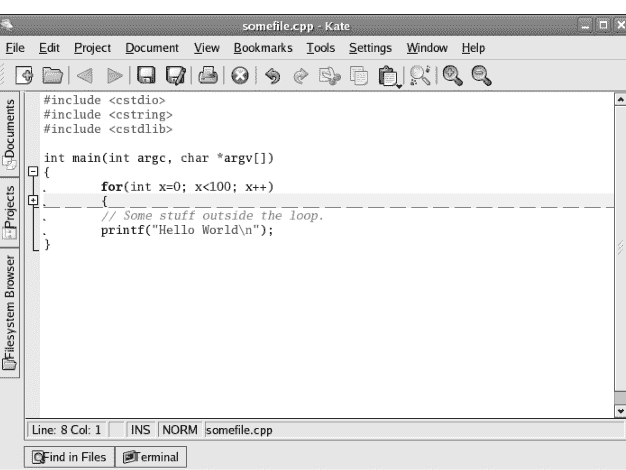 somefile.cpp - Kate
File Edit Project Document View Bookmarks Tools Settings Window Help
Documents
Projects
Filesystem Browser
#include <cstdio>
#include <cstring>
#include <cstdlib>
int main(int argc, char *argv[])
{
for(int x=0; x<100; x++)
{
// Some stuff outside the loop.
printf("Hello World\n");
}
Line: 8 Col: 1 INS NORM somefile.cpp
Find in Files Terminal